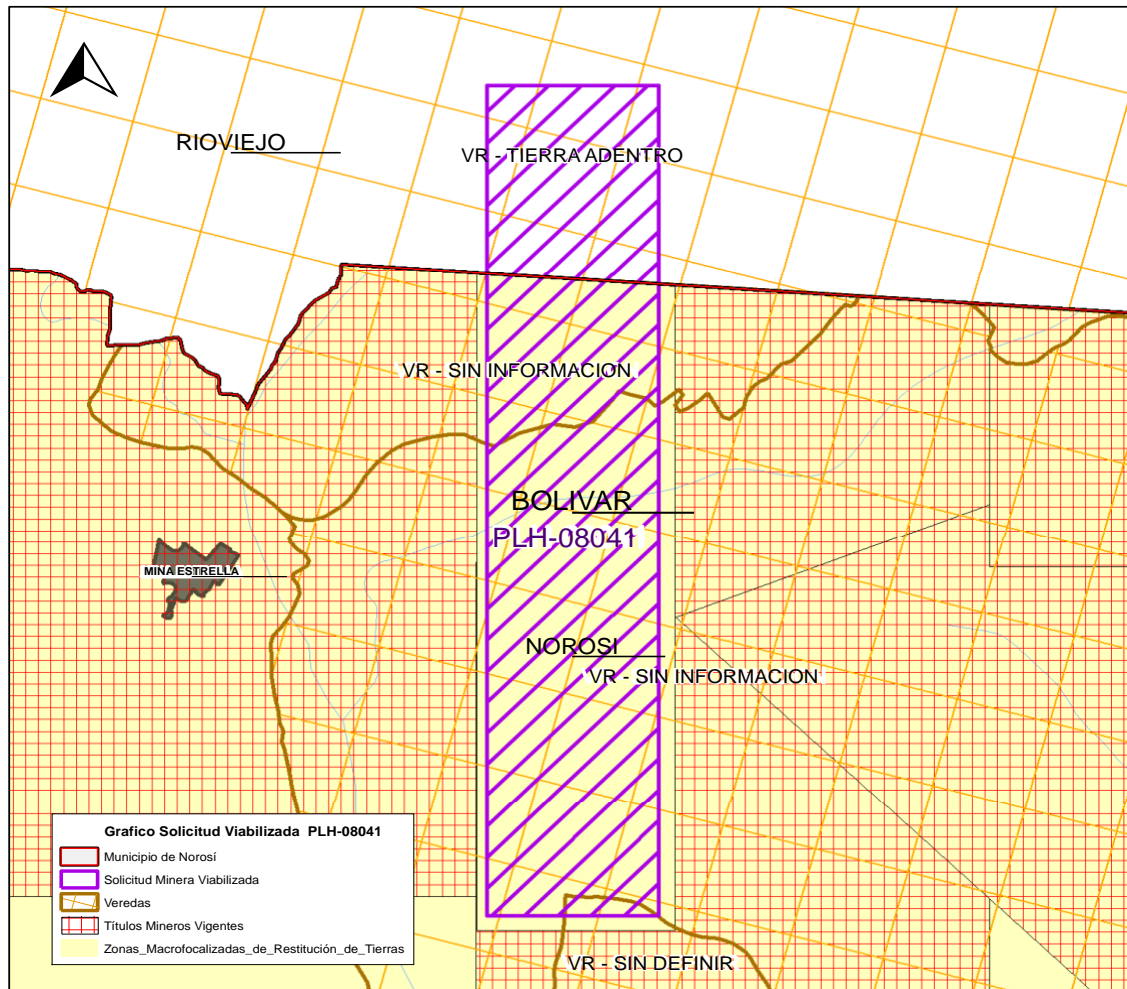 RIOVIEJO
VR - TIERRA ADENTRO
VR - SIN INFORMACION
BOLIVAR
PLH-08041
MINA ESTRELLA
NOROSI
VR - SIN INFORMACION
VR - SIN DEFINIR
Grafico Solicitud Viabilizada PLH-08041
Municipio de Norosí
Solicitud Minera Viabilizada
Veredas
Títulos Mineros Vigentes
Zonas_Macrofocalizadas_de_Restitución_de_Tierras